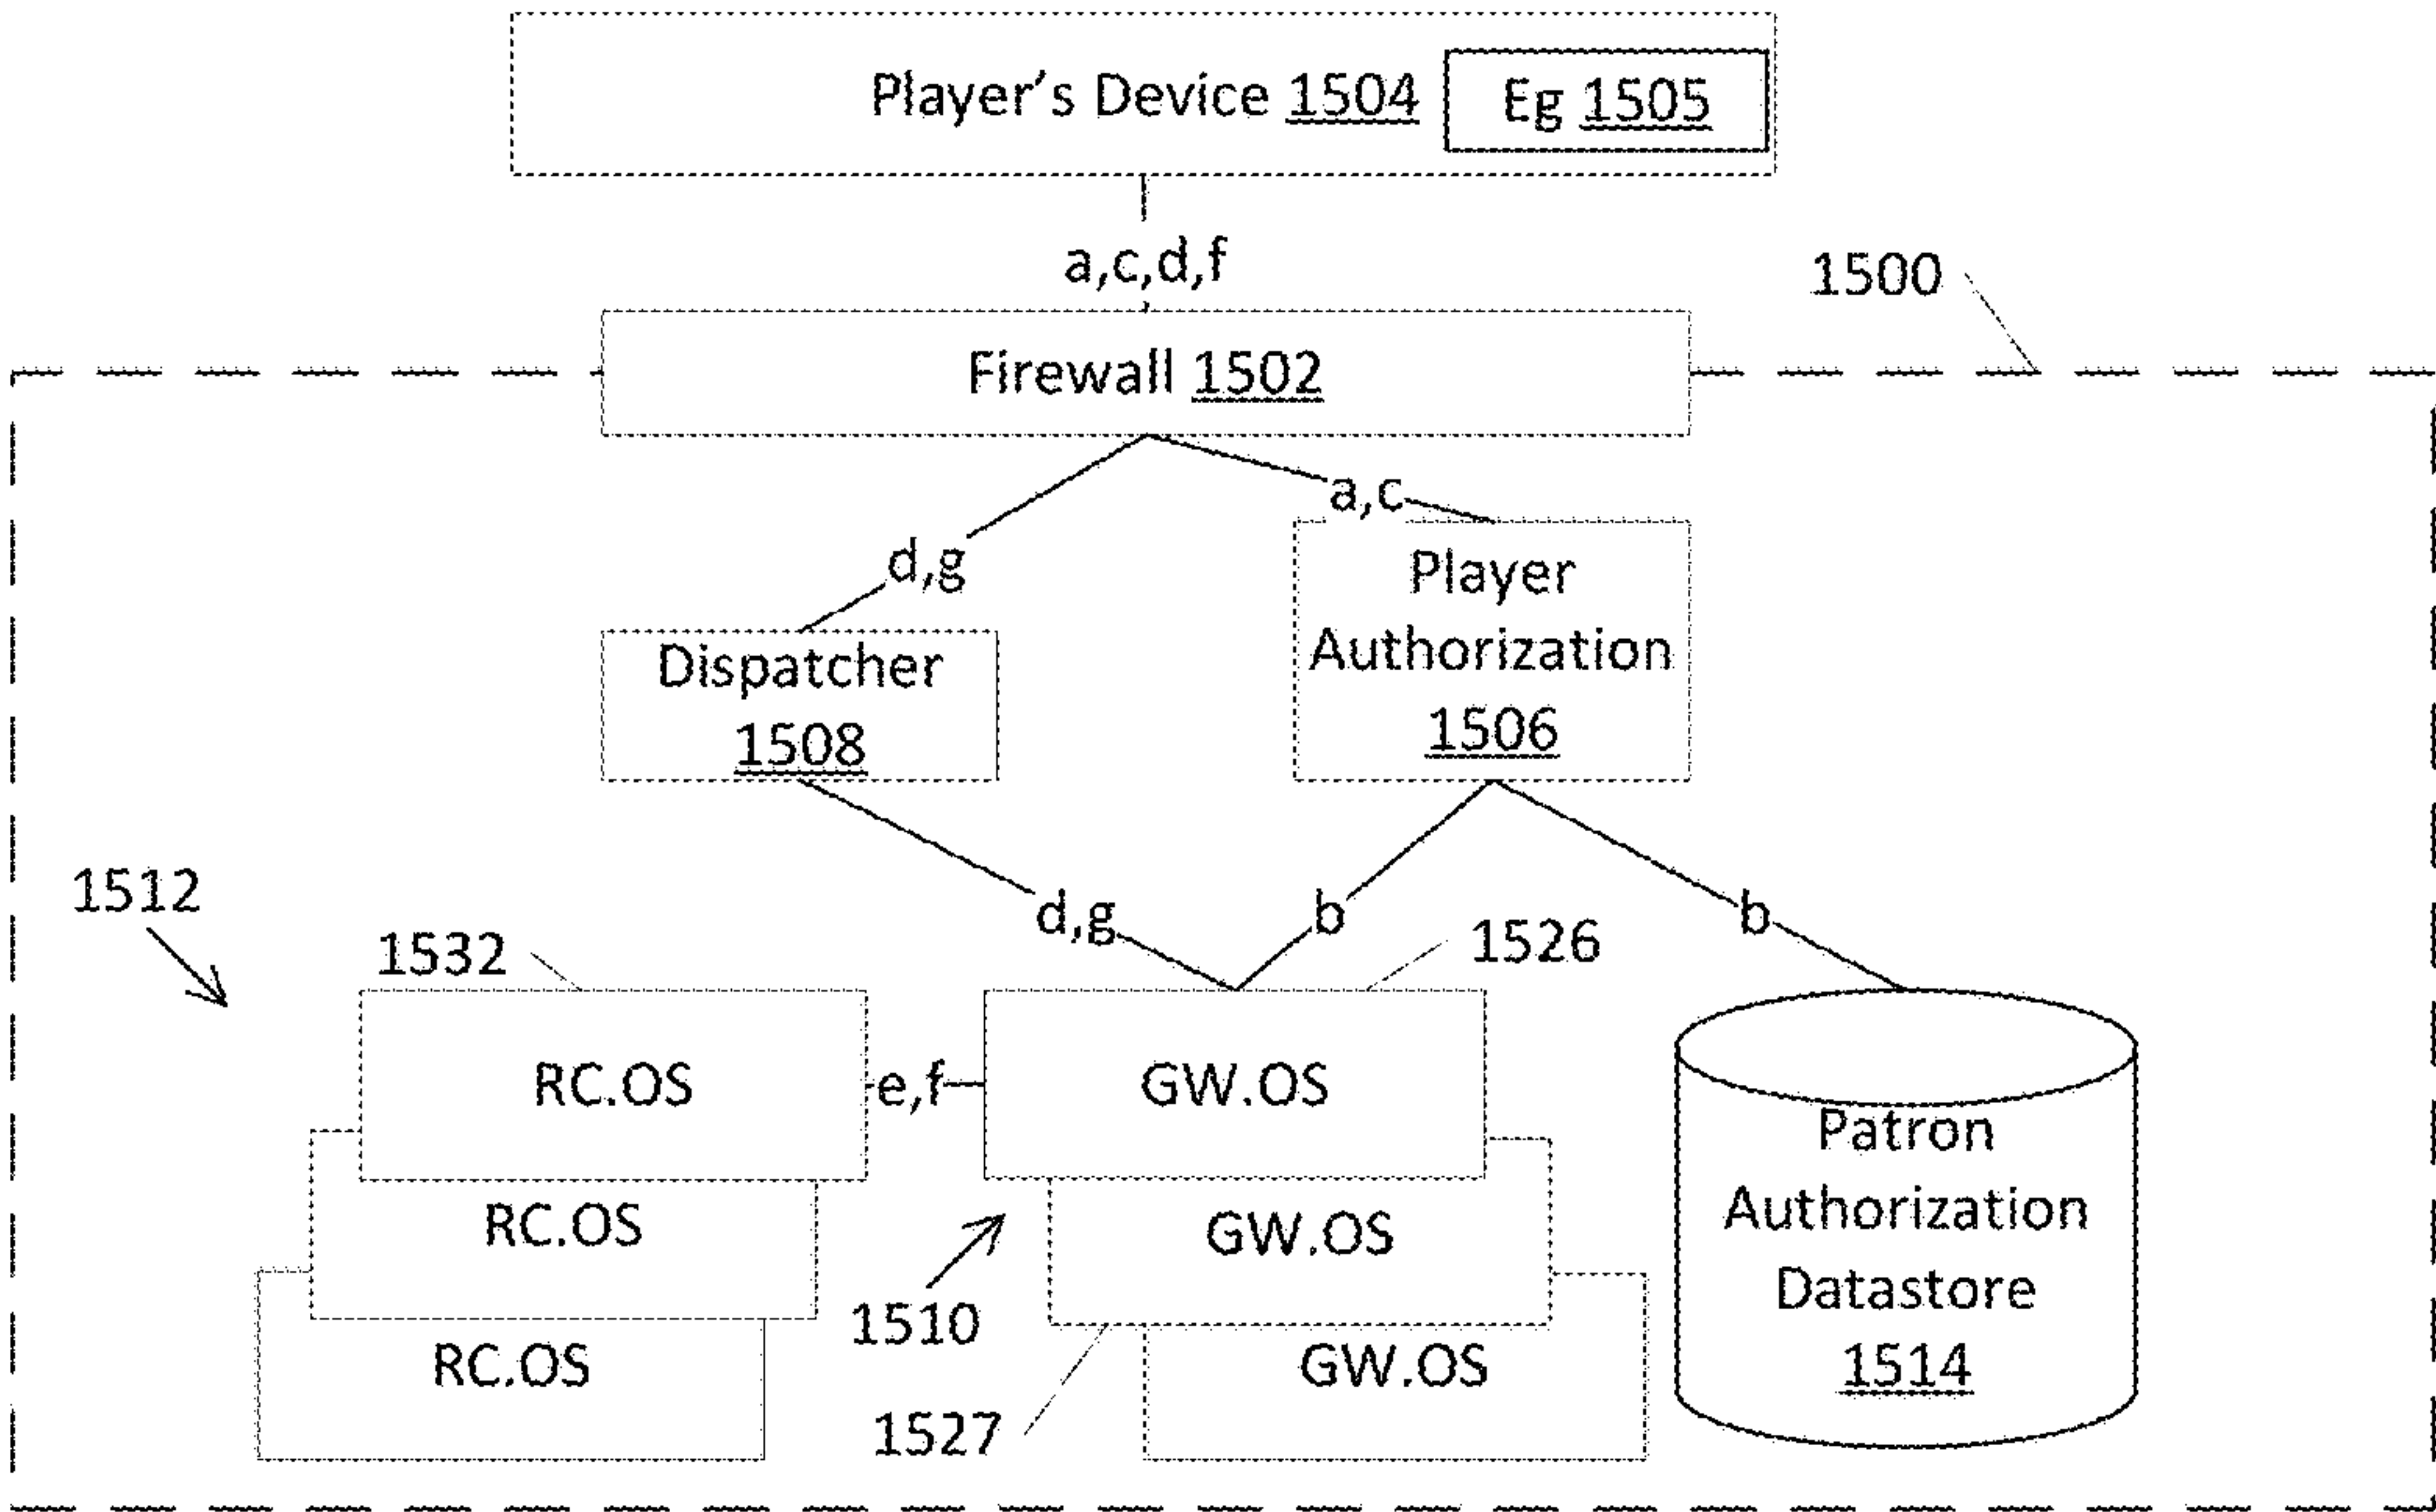 Player's Device 1504
Eg 1505
a,c,d,f
1500
Firewall 1502
a,c
d,g
Player
Authorization
1506
Dispatcher
1508
1512
d,g
b
b
1532
1526
RC.OS
e,f
GW.OS
RC.OS
GW.OS
RC.OS
GW.OS
1510
1527
Patron
Authorization
Datastore
1514